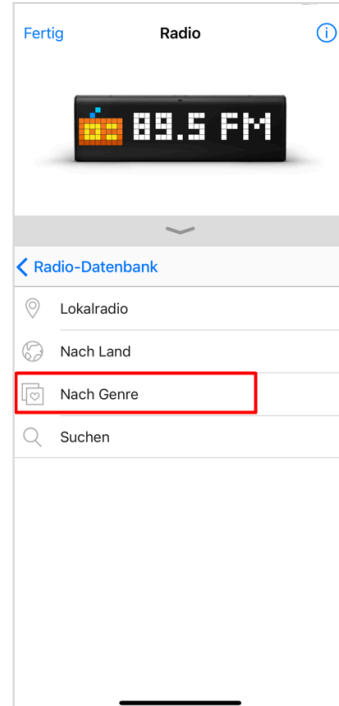 Fertig Radio
89.5 FM
Radio-Datenbank
Lokalradio
Nach Land
Nach Genre
Suchen